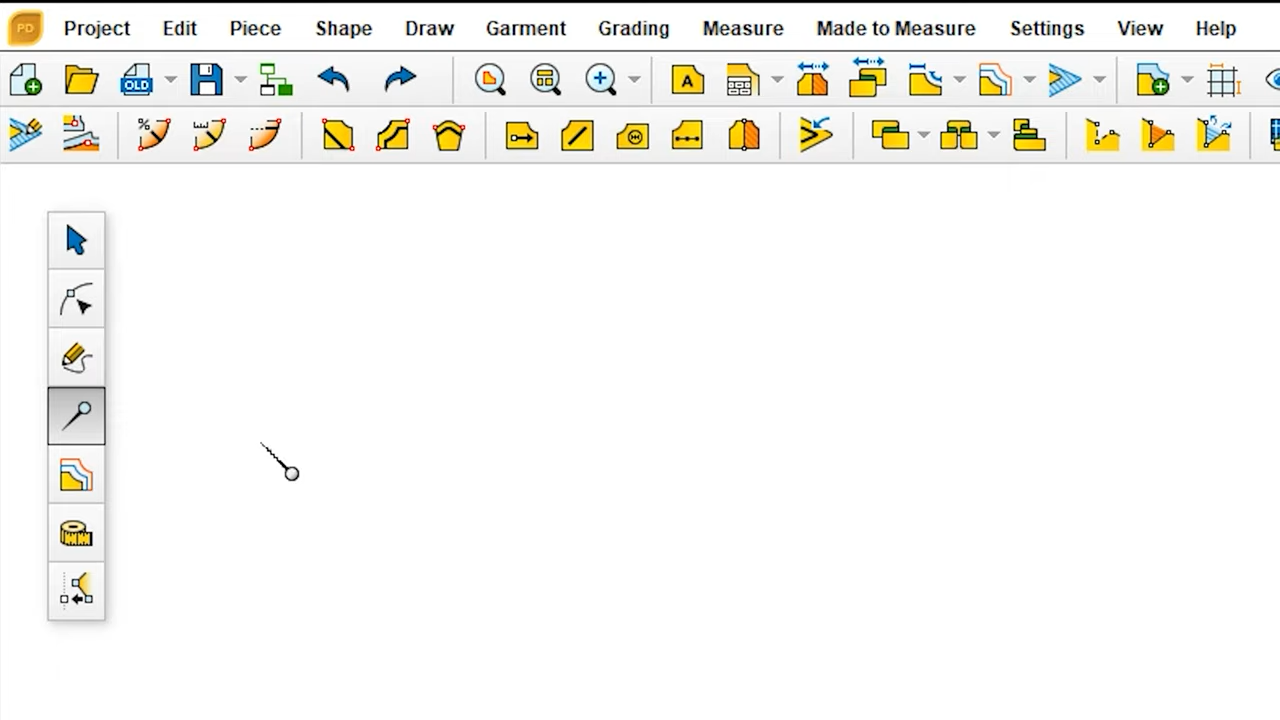 PD Project Edit Piece Shape Draw Garment Grading Measure Made to Measure Settings View Help
OLD A
%